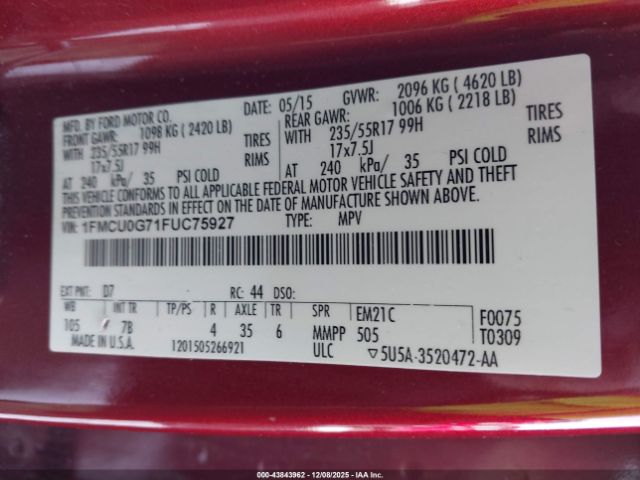 MFD. BY FORD MOTOR CO.
DATE: 05/15 GVWR: 2096 KG ( 4620 LB)
FRONT GAWR: 1098 KG ( 2420 LB)
REAR GAWR: 1006 KG ( 2218 LB)
WITH 235/55R17 99H TIRES
WITH 235/55R17 99H TIRES
17x7.5J RIMS
17x7.5J RIMS
AT 240 kPa/ 35 PSI COLD
AT 240 kPa/ 35 PSI COLD
THIS VEHICLE CONFORMS TO ALL APPLICABLE FEDERAL MOTOR VEHICLE SAFETY AND THEFT
PREVENTION STANDARDS IN EFFECT ON THE DATE OF MANUFACTURE SHOWN ABOVE.
VIN: 1FMCU0G71FUC75927 TYPE: MPV
EXT PNT: D7 RC: 44 DSO:
WB INT TR TP/PS R AXLE TR SPR EM21C F0075
105 7B 4 35 6 MMPP 505 T0309
MADE IN U.S.A. 1201505266921 ULC ▽5U5A-3520472-AA
000-43843962 12/08/2025 IAAI.COM